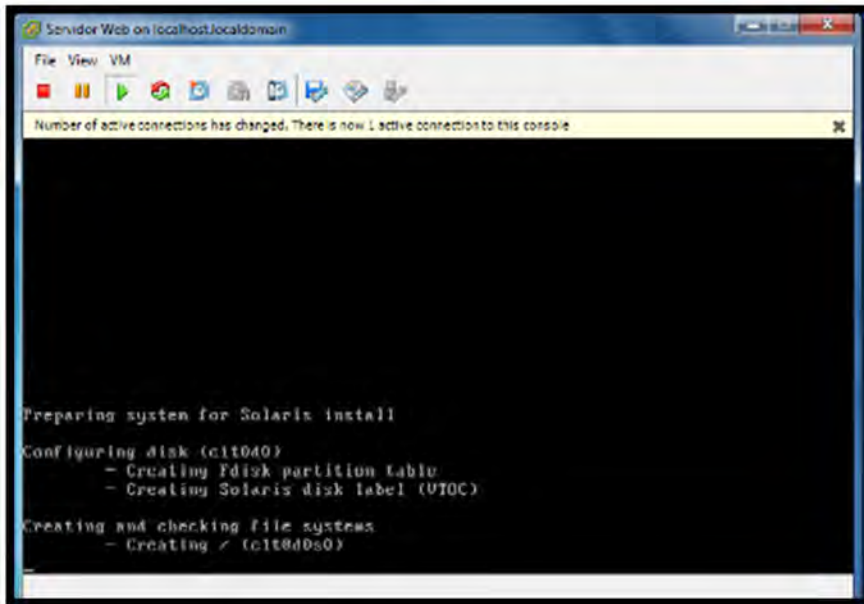 Servidor Web on localhost.localdomain
File View VM
Number of active connections has changed. There is now 1 active connection to this console
Preparing system for Solaris install
Configuring disk (c1t0d0)
- Creating Fdisk partition table
- Creating Solaris disk label (VTOC)
Creating and checking file systems
- Creating / (c1t0d0s0)